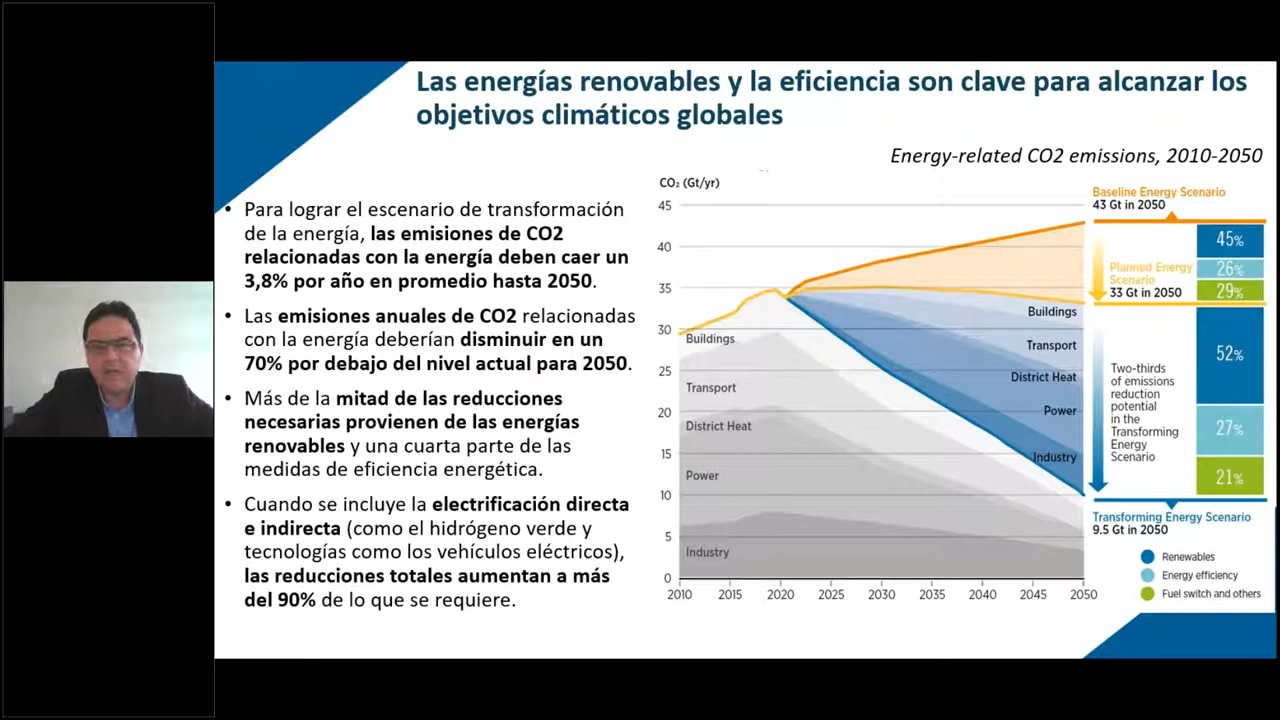 Las energías renovables y la eficiencia son clave para alcanzar los
objetivos climáticos globales
Energy-related CO2 emissions, 2010-2050
• Para lograr el escenario de transformación
de la energía, las emisiones de CO2
relacionadas con la energía deben caer un
3,8% por año en promedio hasta 2050.
• Las emisiones anuales de CO2 relacionadas
con la energía deberían disminuir en un
70% por debajo del nivel actual para 2050.
• Más de la mitad de las reducciones
necesarias provienen de las energías
renovables y una cuarta parte de las
medidas de eficiencia energética.
• Cuando se incluye la electrificación directa
e indirecta (como el hidrógeno verde y
tecnologías como los vehículos eléctricos),
las reducciones totales aumentan a más
del 90% de lo que se requiere.
CO₂ (Gt/yr)
45
40
35
30
25
20
15
10
5
0
2010 2015 2020 2025 2030 2035 2040 2045 2050
Buildings
Transport
District Heat
Power
Industry
Buildings
Transport
District Heat
Power
Industry
Baseline Energy Scenario
43 Gt in 2050
45%
Planned Energy
Scenario
33 Gt in 2050
26%
29%
Two-thirds
of emissions
reduction
potential
in the
Transforming
Energy
Scenario
52%
27%
21%
Transforming Energy Scenario
9.5 Gt in 2050
Renewables
Energy efficiency
Fuel switch and others